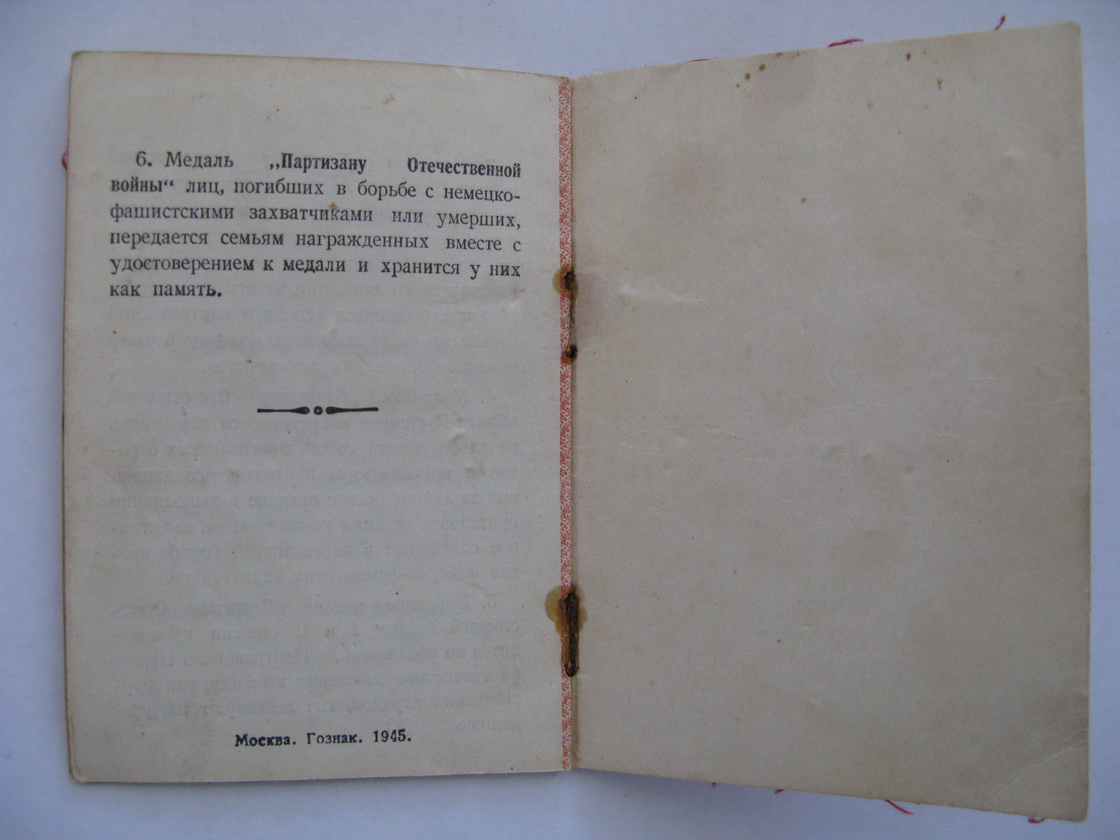 6. Медаль „Партизану Отечественной
войны“ лиц, погибших в борьбе с немецко-
фашистскими захватчиками или умерших,
передается семьям награжденных вместе с
удостоверением к медали и хранится у них
как память.
Москва. Гознак. 1945.